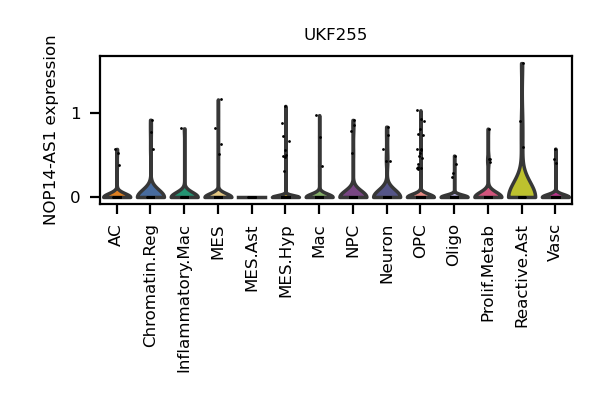 UKF255
NOP14-AS1 expression
1
0
AC
Chromatin.Reg
Inflammatory.Mac
MES
MES.Ast
MES.Hyp
Mac
NPC
Neuron
OPC
Oligo
Prolif.Metab
Reactive.Ast
Vasc